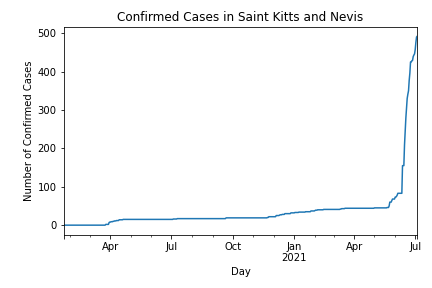 Confirmed Cases in Saint Kitts and Nevis
500
400
300
200
100
0
Number of Confirmed Cases
Apr Jul Oct Jan Apr Jul
2021
Day